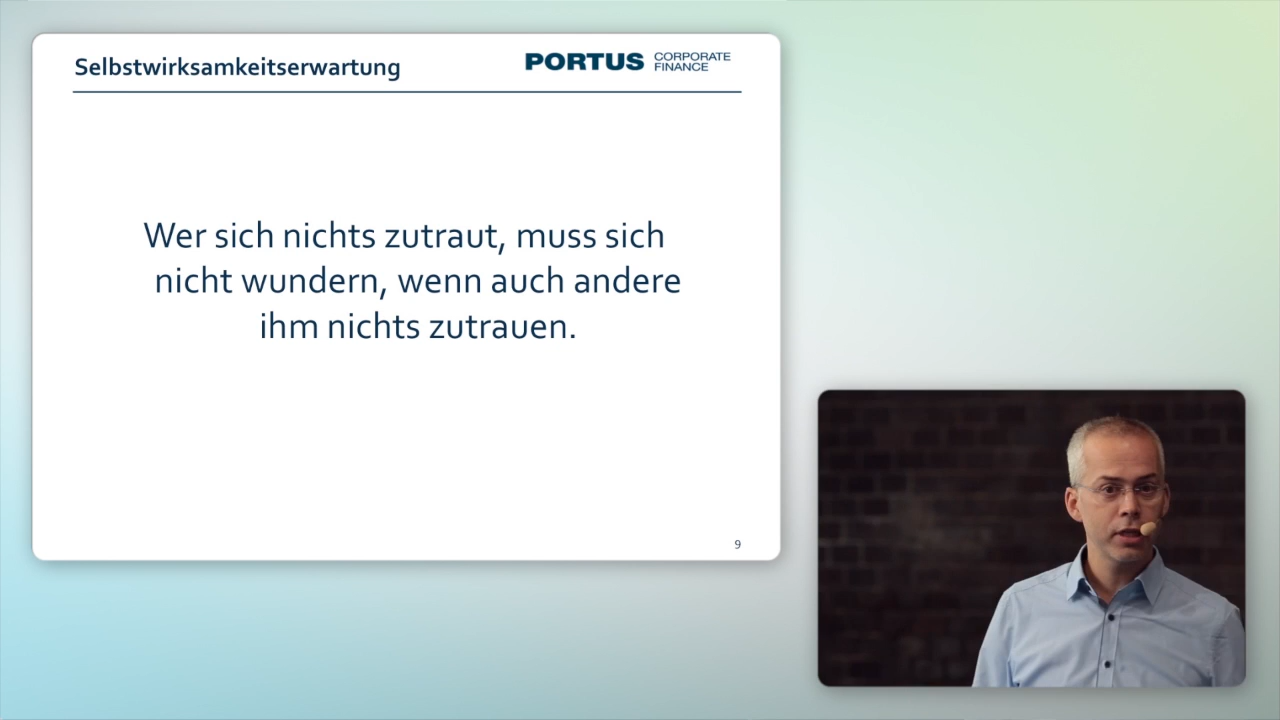 Selbstwirksamkeitserwartung
PORTUS CORPORATE
FINANCE
Wer sich nichts zutraut, muss sich
nicht wundern, wenn auch andere
ihm nichts zutrauen.
9